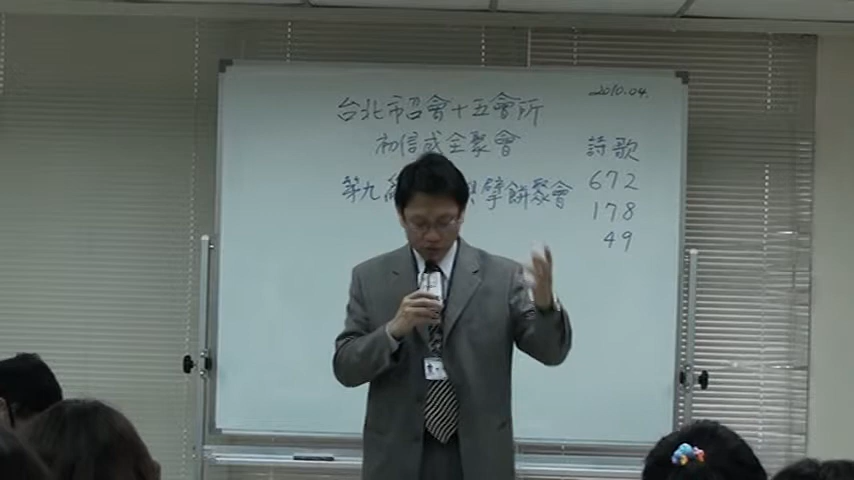 2010.04.
台北市召會十五會所
初信成全聚會
第九 擘餅聚會
詩歌
672
178
49